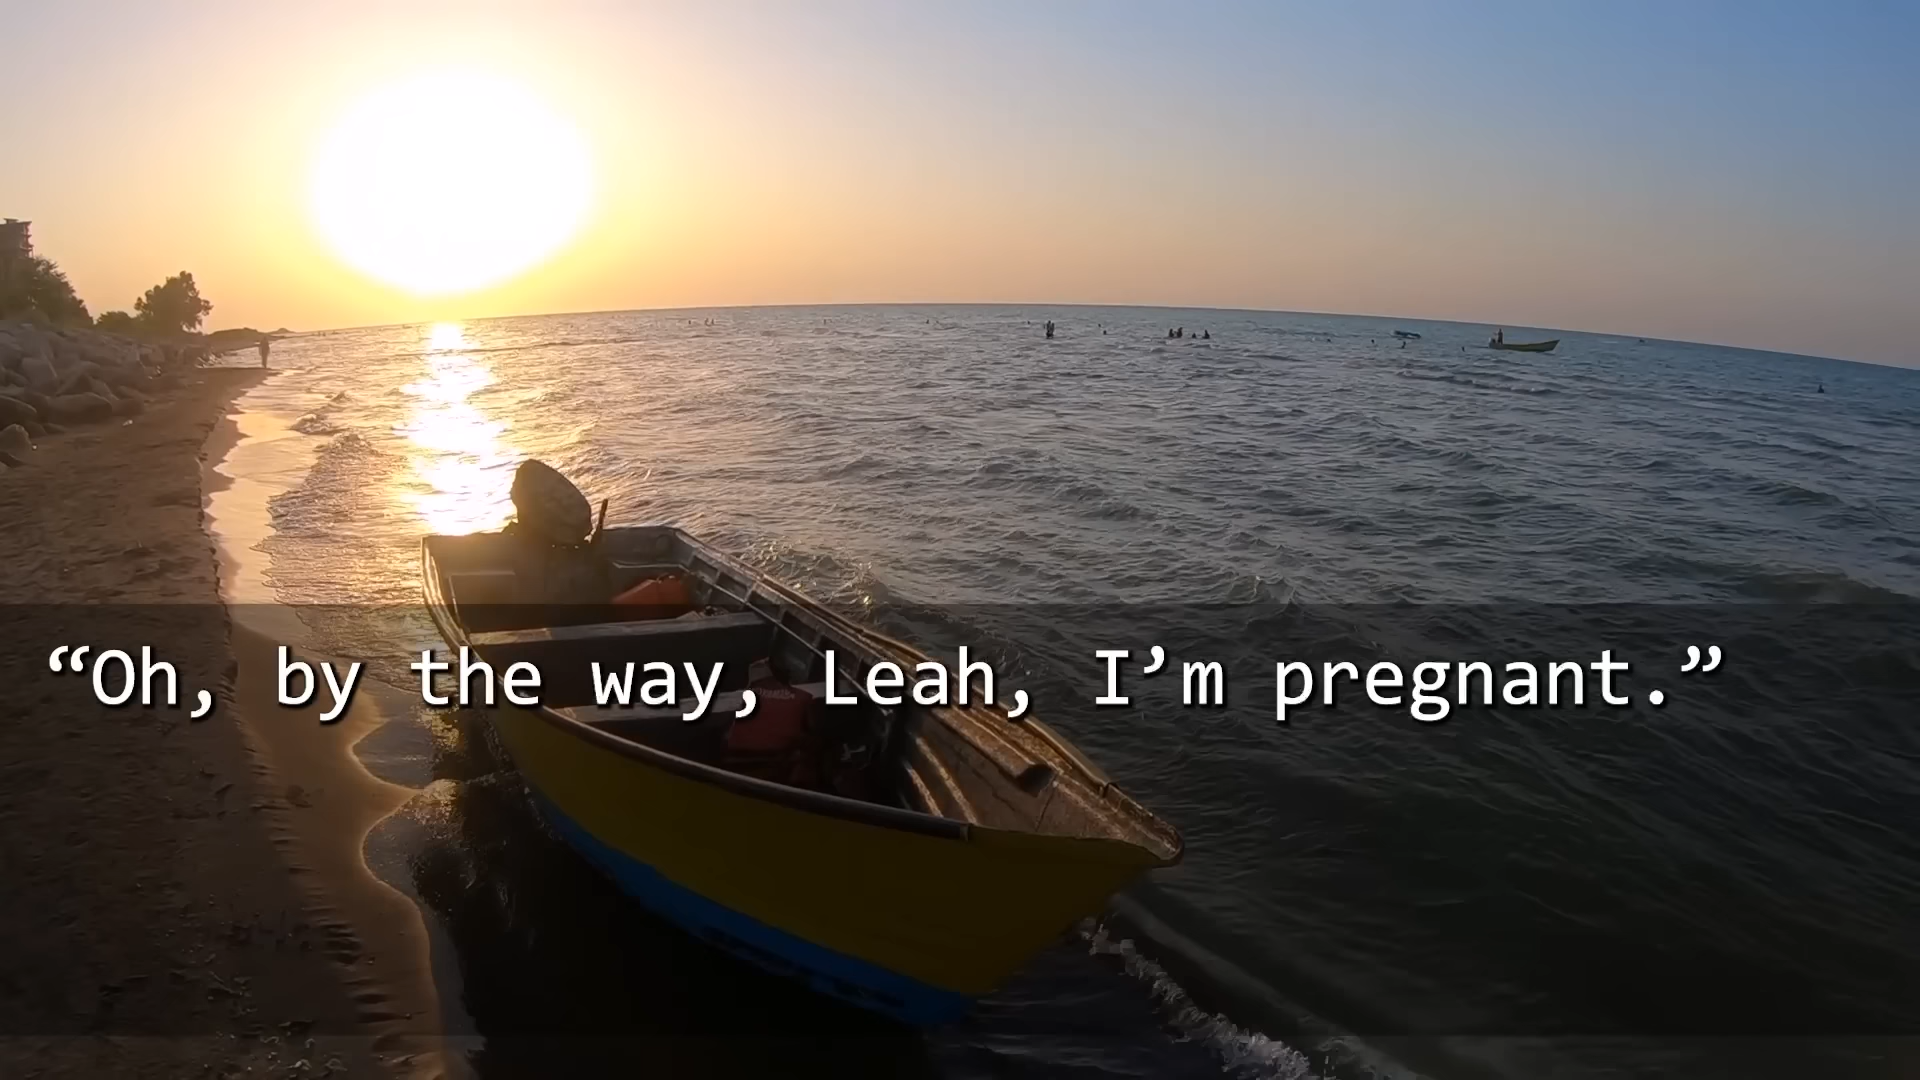 “Oh, by the way, Leah, I’m pregnant.”